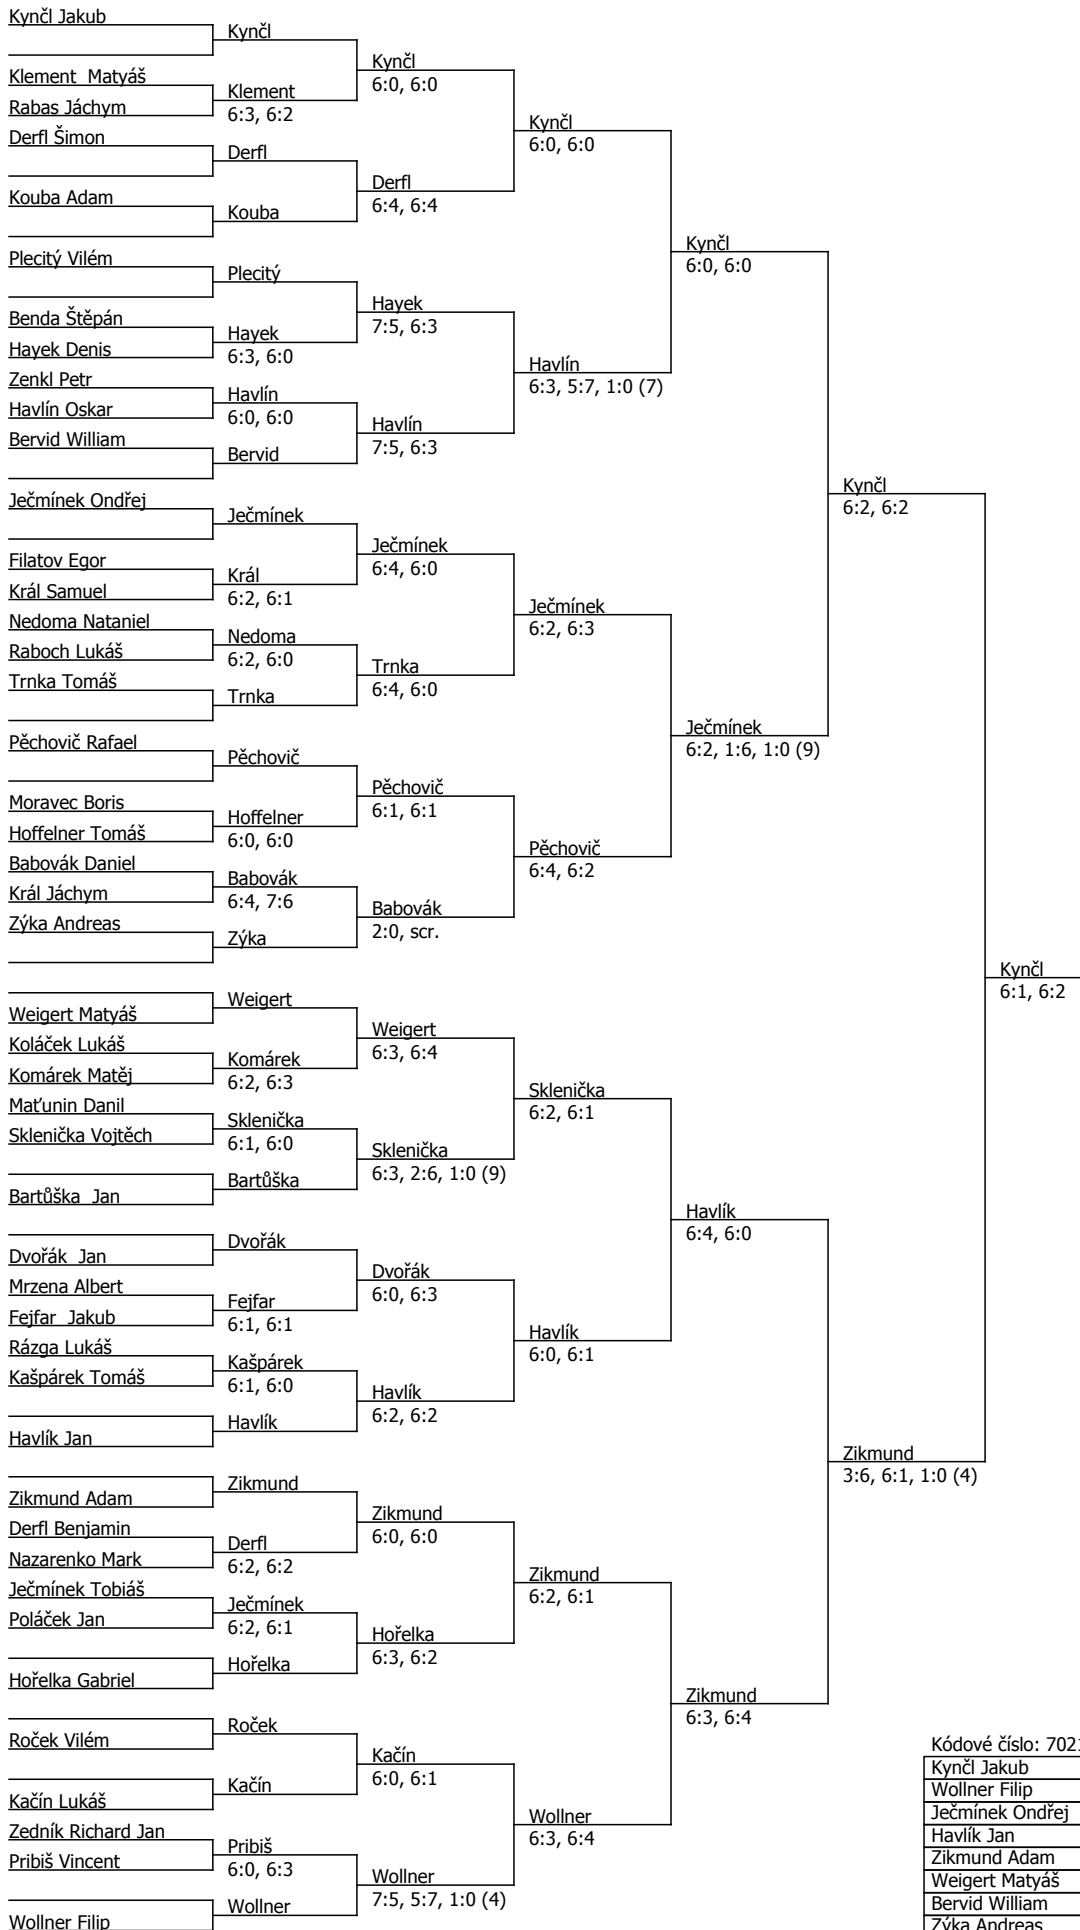 Kynčl Jakub
Kynčl
Kynčl
6:0, 6:0
Klement  Matyáš
Klement
6:3, 6:2
Rabas Jáchym
Kynčl
6:0, 6:0
Derfl Šimon
Derfl
Derfl
6:4, 6:4
Kouba Adam
Kouba
Kynčl
6:0, 6:0
Plecitý Vilém
Plecitý
Hayek
7:5, 6:3
Benda Štěpán
Hayek
6:3, 6:0
Hayek Denis
Havlín
6:3, 5:7, 1:0 (7)
Zenkl Petr
Havlín
6:0, 6:0
Havlín Oskar
Havlín
7:5, 6:3
Bervid William
Bervid
Kynčl
6:2, 6:2
Ječmínek Ondřej
Ječmínek
Ječmínek
6:4, 6:0
Filatov Egor
Král
6:2, 6:1
Král Samuel
Ječmínek
6:2, 6:3
Nedoma Nataniel
Nedoma
6:2, 6:0
Raboch Lukáš
Trnka
6:4, 6:0
Trnka Tomáš
Trnka
Ječmínek
6:2, 1:6, 1:0 (9)
Pěchovič Rafael
Pěchovič
Pěchovič
6:1, 6:1
Moravec Boris
Hoffelner
6:0, 6:0
Hoffelner Tomáš
Pěchovič
6:4, 6:2
Babovák Daniel
Babovák
6:4, 7:6
Král Jáchym
Babovák
2:0, scr.
Zýka Andreas
Zýka
Kynčl
6:1, 6:2
Weigert
Weigert Matyáš
Weigert
6:3, 6:4
Koláček Lukáš
Komárek
6:2, 6:3
Komárek Matěj
Sklenička
6:2, 6:1
Maťunin Danil
Sklenička
6:1, 6:0
Sklenička Vojtěch
Sklenička
6:3, 2:6, 1:0 (9)
Bartůška
Bartůška  Jan
Havlík
6:4, 6:0
Dvořák
Dvořák  Jan
Dvořák
6:0, 6:3
Mrzena Albert
Fejfar
6:1, 6:1
Fejfar  Jakub
Havlík
6:0, 6:1
Rázga Lukáš
Kašpárek
6:1, 6:0
Kašpárek Tomáš
Havlík
6:2, 6:2
Havlík
Havlík Jan
Zikmund
3:6, 6:1, 1:0 (4)
Zikmund
Zikmund Adam
Zikmund
6:0, 6:0
Derfl Benjamin
Derfl
6:2, 6:2
Nazarenko Mark
Zikmund
6:2, 6:1
Ječmínek Tobiáš
Ječmínek
6:2, 6:1
Poláček Jan
Hořelka
6:3, 6:2
Hořelka
Hořelka Gabriel
Zikmund
6:3, 6:4
Roček
Roček Vilém
Kačín
6:0, 6:1
Kačín
Kačín Lukáš
Wollner
6:3, 6:4
Zedník Richard Jan
Pribiš
6:0, 6:3
Pribiš Vincent
Wollner
7:5, 5:7, 1:0 (4)
Wollner
Wollner Filip
Kódové číslo: 702
Kynčl Jakub
Wollner Filip
Ječmínek Ondřej
Havlík Jan
Zikmund Adam
Weigert Matyáš
Bervid William
Zýka Andreas